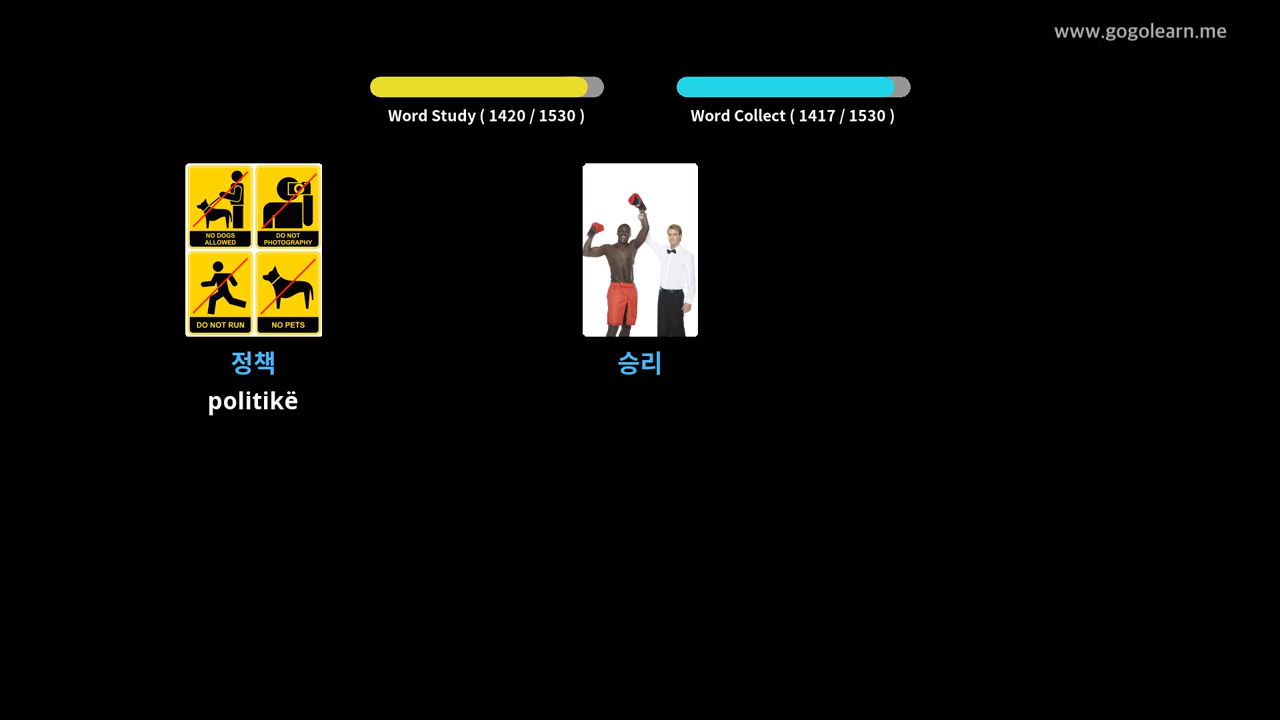 www.gogolearn.me
Word Study ( 1420 / 1530 )
Word Collect ( 1417 / 1530 )
NO DOGS
ALLOWED
DO NOT
PHOTOGRAPHY
DO NOT RUN
NO PETS
정책
승리
politikë